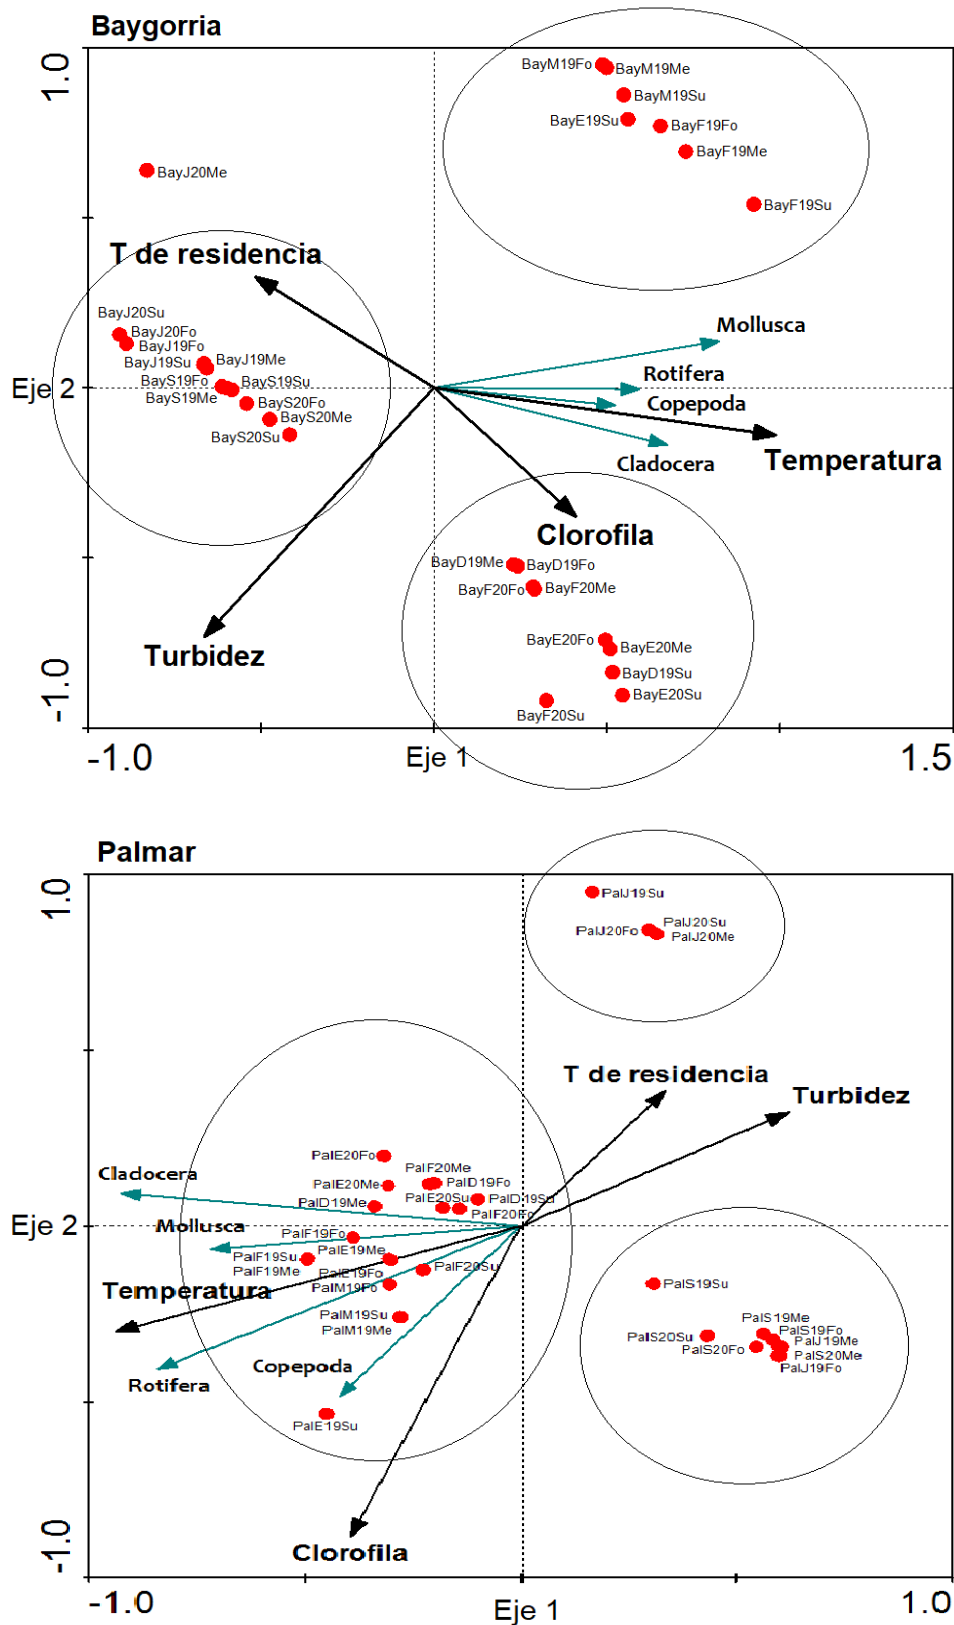 Baygorria
1.0
BayM19Fo
BayM19Me
BayM19Su
BayE19Su
BayF19Fo
BayF19Me
BayJ20Me
BayF19Su
T de residencia
BayJ20Su
BayJ20Fo
BayJ19Fo
BayJ19Su
BayJ19Me
BayS19Fo
BayS19Su
BayS19Me
BayS20Fo
BayS20Me
BayS20Su
Mollusca
Rotifera
Eje 2
Copepoda
Temperatura
Cladocera
Clorofila
BayD19Me
BayD19Fo
BayF20Fo
BayF20Me
BayE20Fo
BayE20Me
Turbidez
BayD19Su
BayE20Su
BayF20Su
-1.0
-1.0
Eje 1
1.5
Palmar
1.0
PalJ19Su
PalJ20Su
PalJ20Fo
PalJ20Me
T de residencia
Turbidez
PalE20Fo
PalF20Me
Cladocera
PalE20Me
PalD19Fo
PalD19Me
PalE20Su
PalD19Su
PalF20Fo
Eje 2
Mollusca
PalF19Fo
PalE19Me
PalF19Su
PalF19Me
PalF20Su
PalE19Fo
Temperatura
PalM19Fo
PalM19Su
PalM19Me
PalS19Su
PalS19Me
PalS19Fo
PalS20Su
PalJ19Me
PalS20Fo
PalS20Me
PalJ19Fo
Copepoda
Rotifera
PalE19Su
Clorofila
-1.0
-1.0
Eje 1
1.0